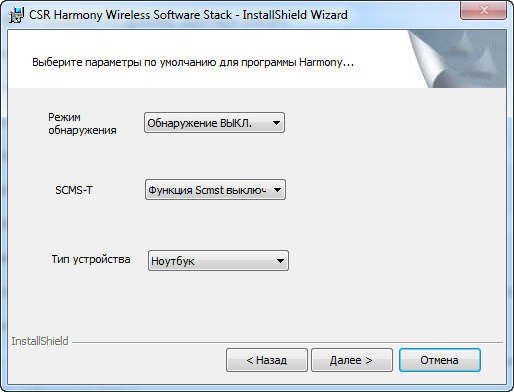 CSR Harmony Wireless Software Stack - InstallShield Wizard
Выберите параметры по умолчанию для программы Harmony...
Режим
обнаружения
Обнаружение ВЫКЛ.
SCMS-T
Функция Scmst выключ
Тип устройства
Ноутбук
InstallShield
< Назад
Далее >
Отмена